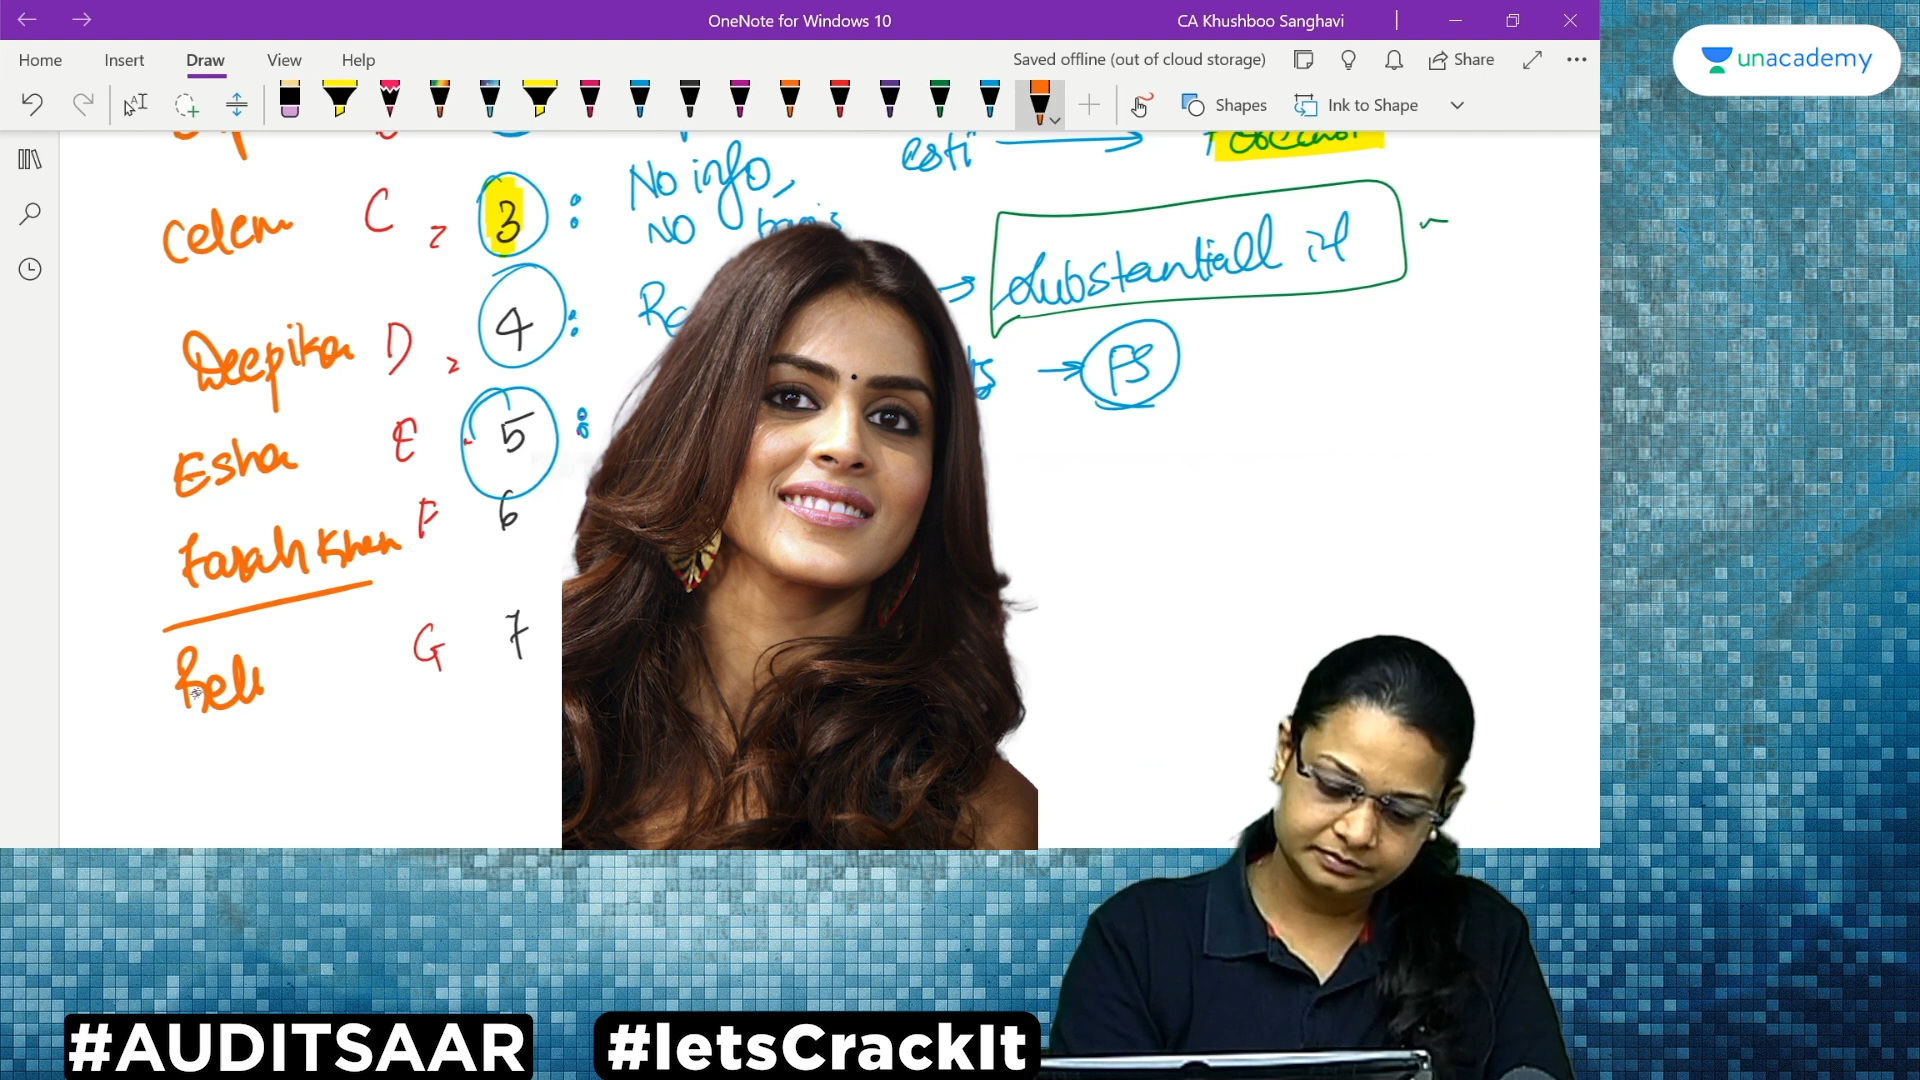 OneNote for Windows 10
CA Khushboo Sanghavi
Home Insert Draw View Help
Saved offline (out of cloud storage)
Share
Shapes
Ink to Shape
unacademy
esti
No info,
Celem C 3 :
NO
Substantiall
Deepika D 4 :
PS
Esha E 5 :
Farah Khan F 6
G 7
#AUDITSAAR
#letsCrackIt